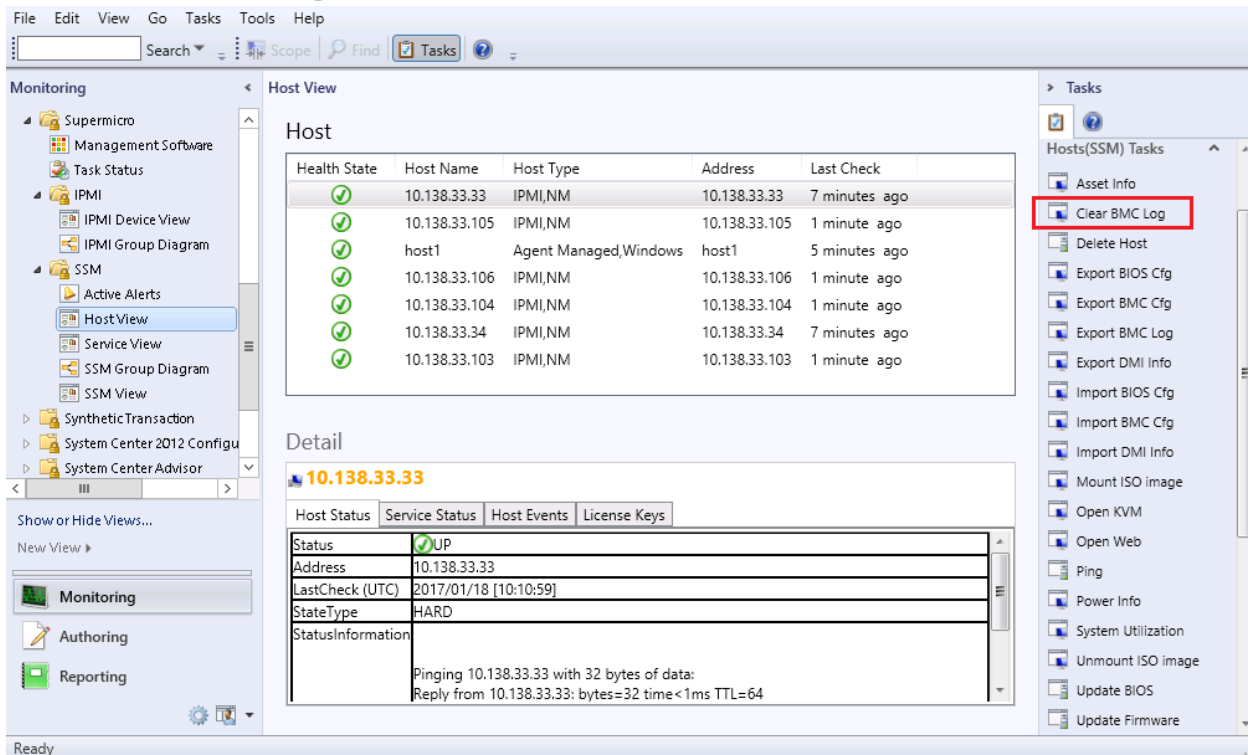 File Edit View Go Tasks Tools Help
Search Scope Find Tasks
Monitoring
Supermicro
Management Software
Task Status
IPMI
IPMI Device View
IPMI Group Diagram
SSM
Active Alerts
Host View
Service View
SSM Group Diagram
SSM View
Synthetic Transaction
System Center 2012 Configu
System Center Advisor
Show or Hide Views...
New View
Monitoring
Authoring
Reporting
Host View
Host
Health State Host Name Host Type Address Last Check
10.138.33.33 IPMI,NM 10.138.33.33 7 minutes ago
10.138.33.105 IPMI,NM 10.138.33.105 1 minute ago
host1 Agent Managed,Windows host1 5 minutes ago
10.138.33.106 IPMI,NM 10.138.33.106 1 minute ago
10.138.33.104 IPMI,NM 10.138.33.104 1 minute ago
10.138.33.34 IPMI,NM 10.138.33.34 7 minutes ago
10.138.33.103 IPMI,NM 10.138.33.103 1 minute ago
Detail
10.138.33.33
Host Status Service Status Host Events License Keys
Status UP
Address 10.138.33.33
LastCheck (UTC) 2017/01/18 [10:10:59]
StateType HARD
StatusInformation
Pinging 10.138.33.33 with 32 bytes of data:
Reply from 10.138.33.33: bytes=32 time<1ms TTL=64
Tasks
Hosts(SSM) Tasks
Asset Info
Clear BMC Log
Delete Host
Export BIOS Cfg
Export BMC Cfg
Export BMC Log
Export DMI Info
Import BIOS Cfg
Import BMC Cfg
Import DMI Info
Mount ISO image
Open KVM
Open Web
Ping
Power Info
System Utilization
Unmount ISO image
Update BIOS
Update Firmware
Ready